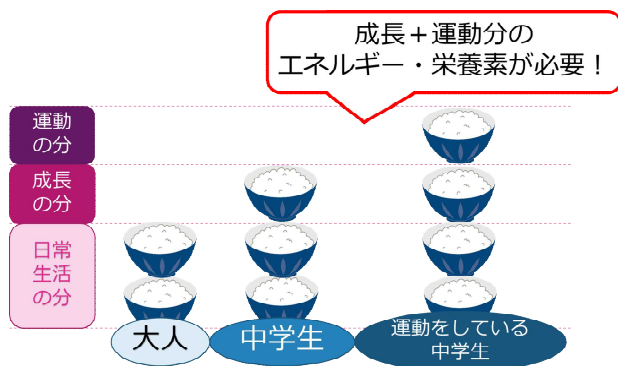 成長＋運動分の
エネルギー・栄養素が必要！
運動
の分
成長
の分
日常
生活
の分
大人
中学生
運動をしている
中学生